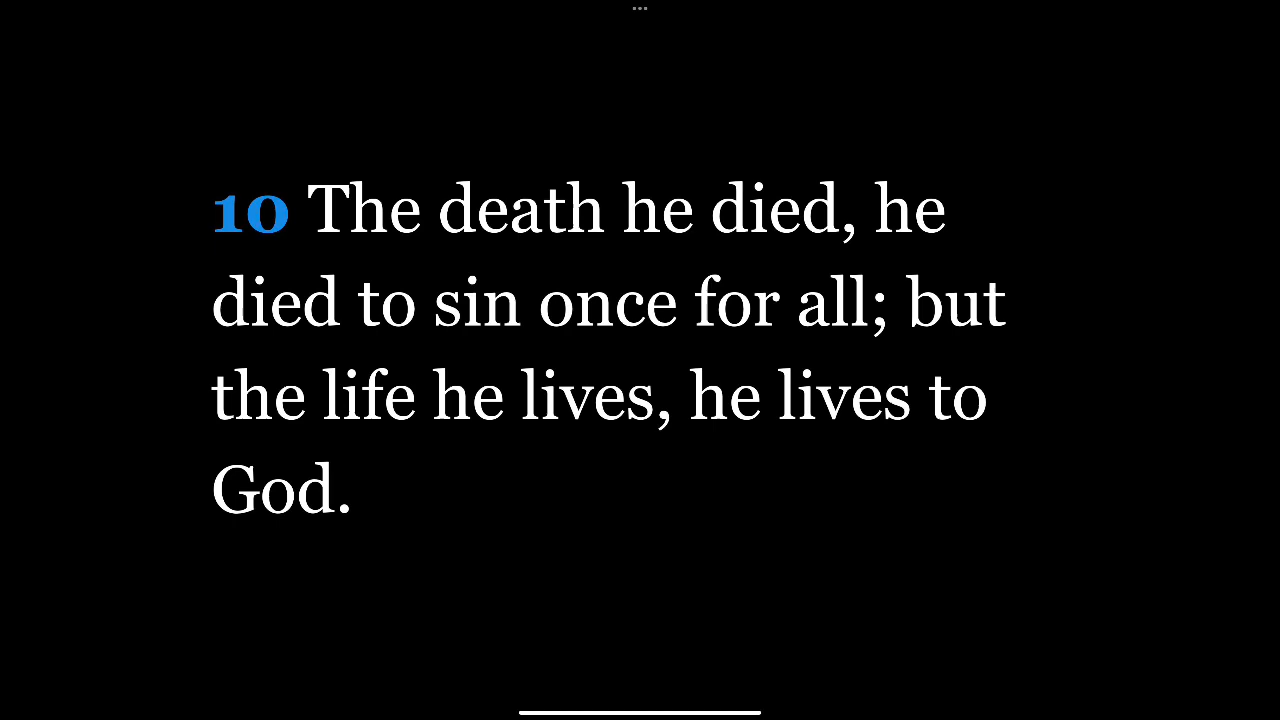 10 The death he died, he
died to sin once for all; but
the life he lives, he lives to
God.